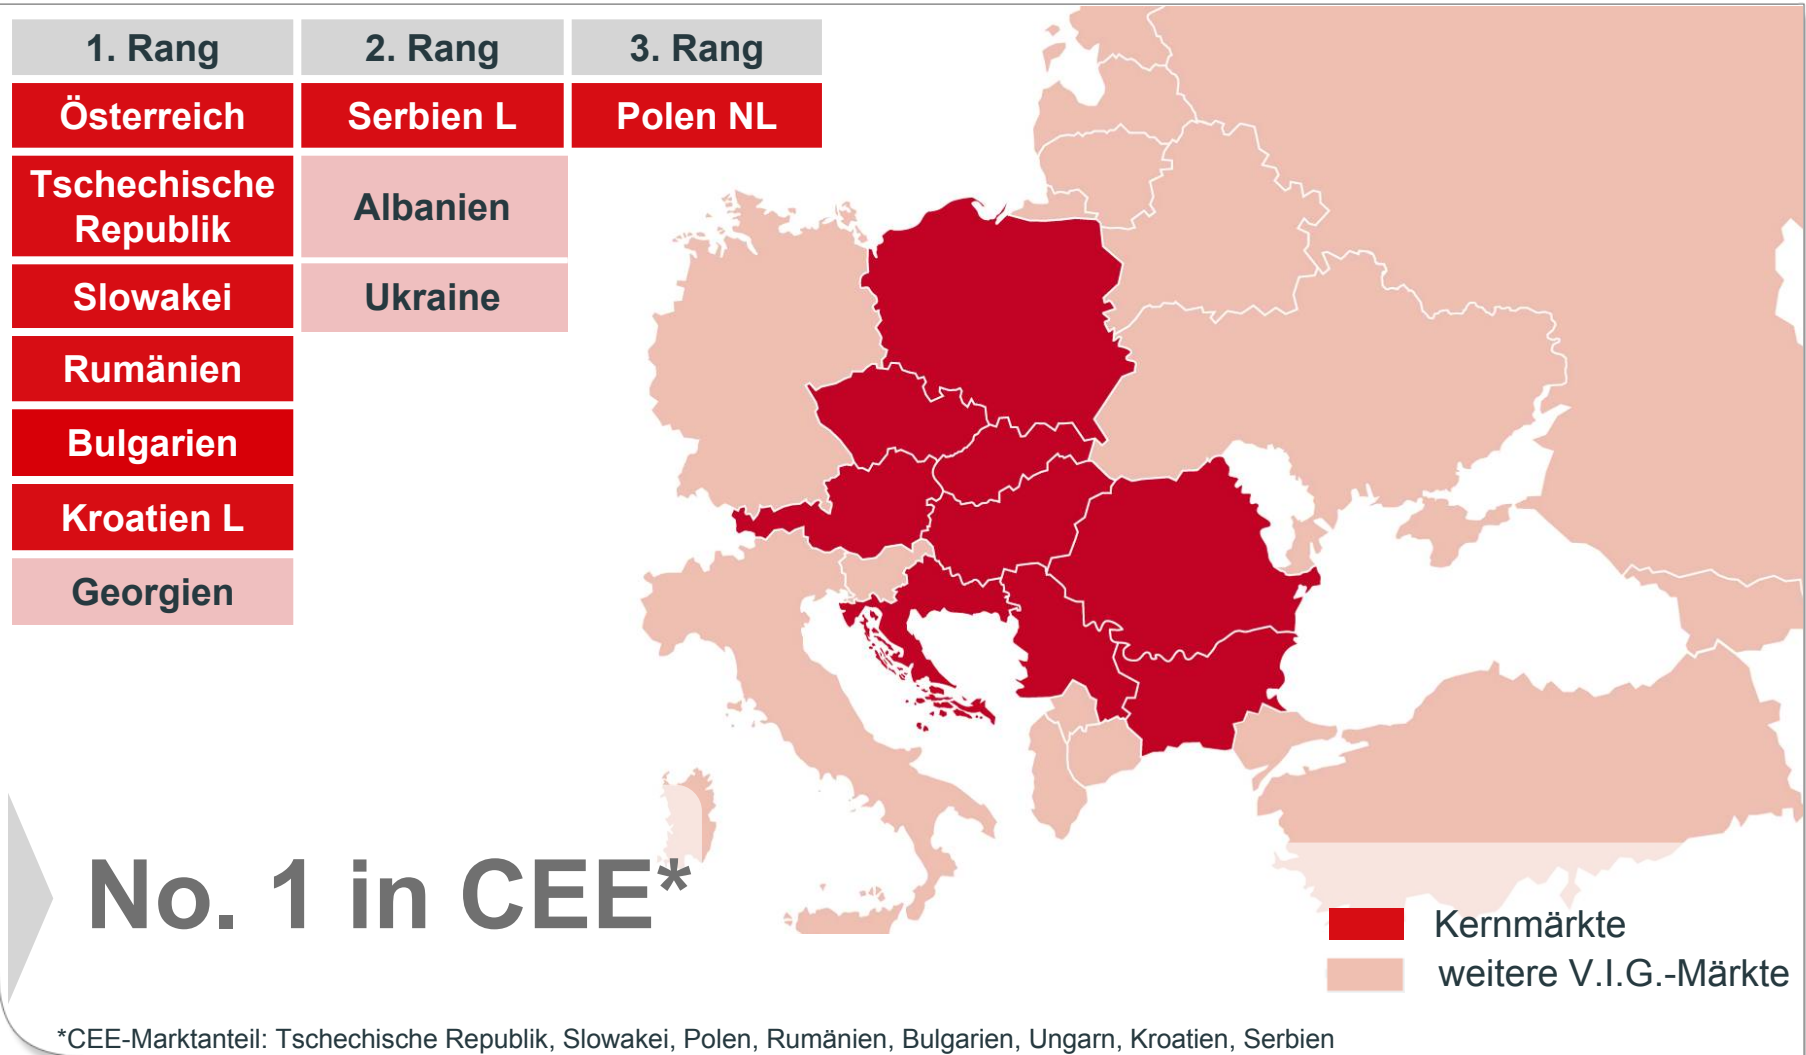 1. Rang 2. Rang 3. Rang
Österreich Serbien L Polen NL
Tschechische
Republik
Albanien
Slowakei Ukraine
Rumänien
Bulgarien
Kroatien L
Georgien
No. 1 in CEE*
Kernmärkte
weitere V.I.G.-Märkte
*CEE-Marktanteil: Tschechische Republik, Slowakei, Polen, Rumänien, Bulgarien, Ungarn, Kroatien, Serbien